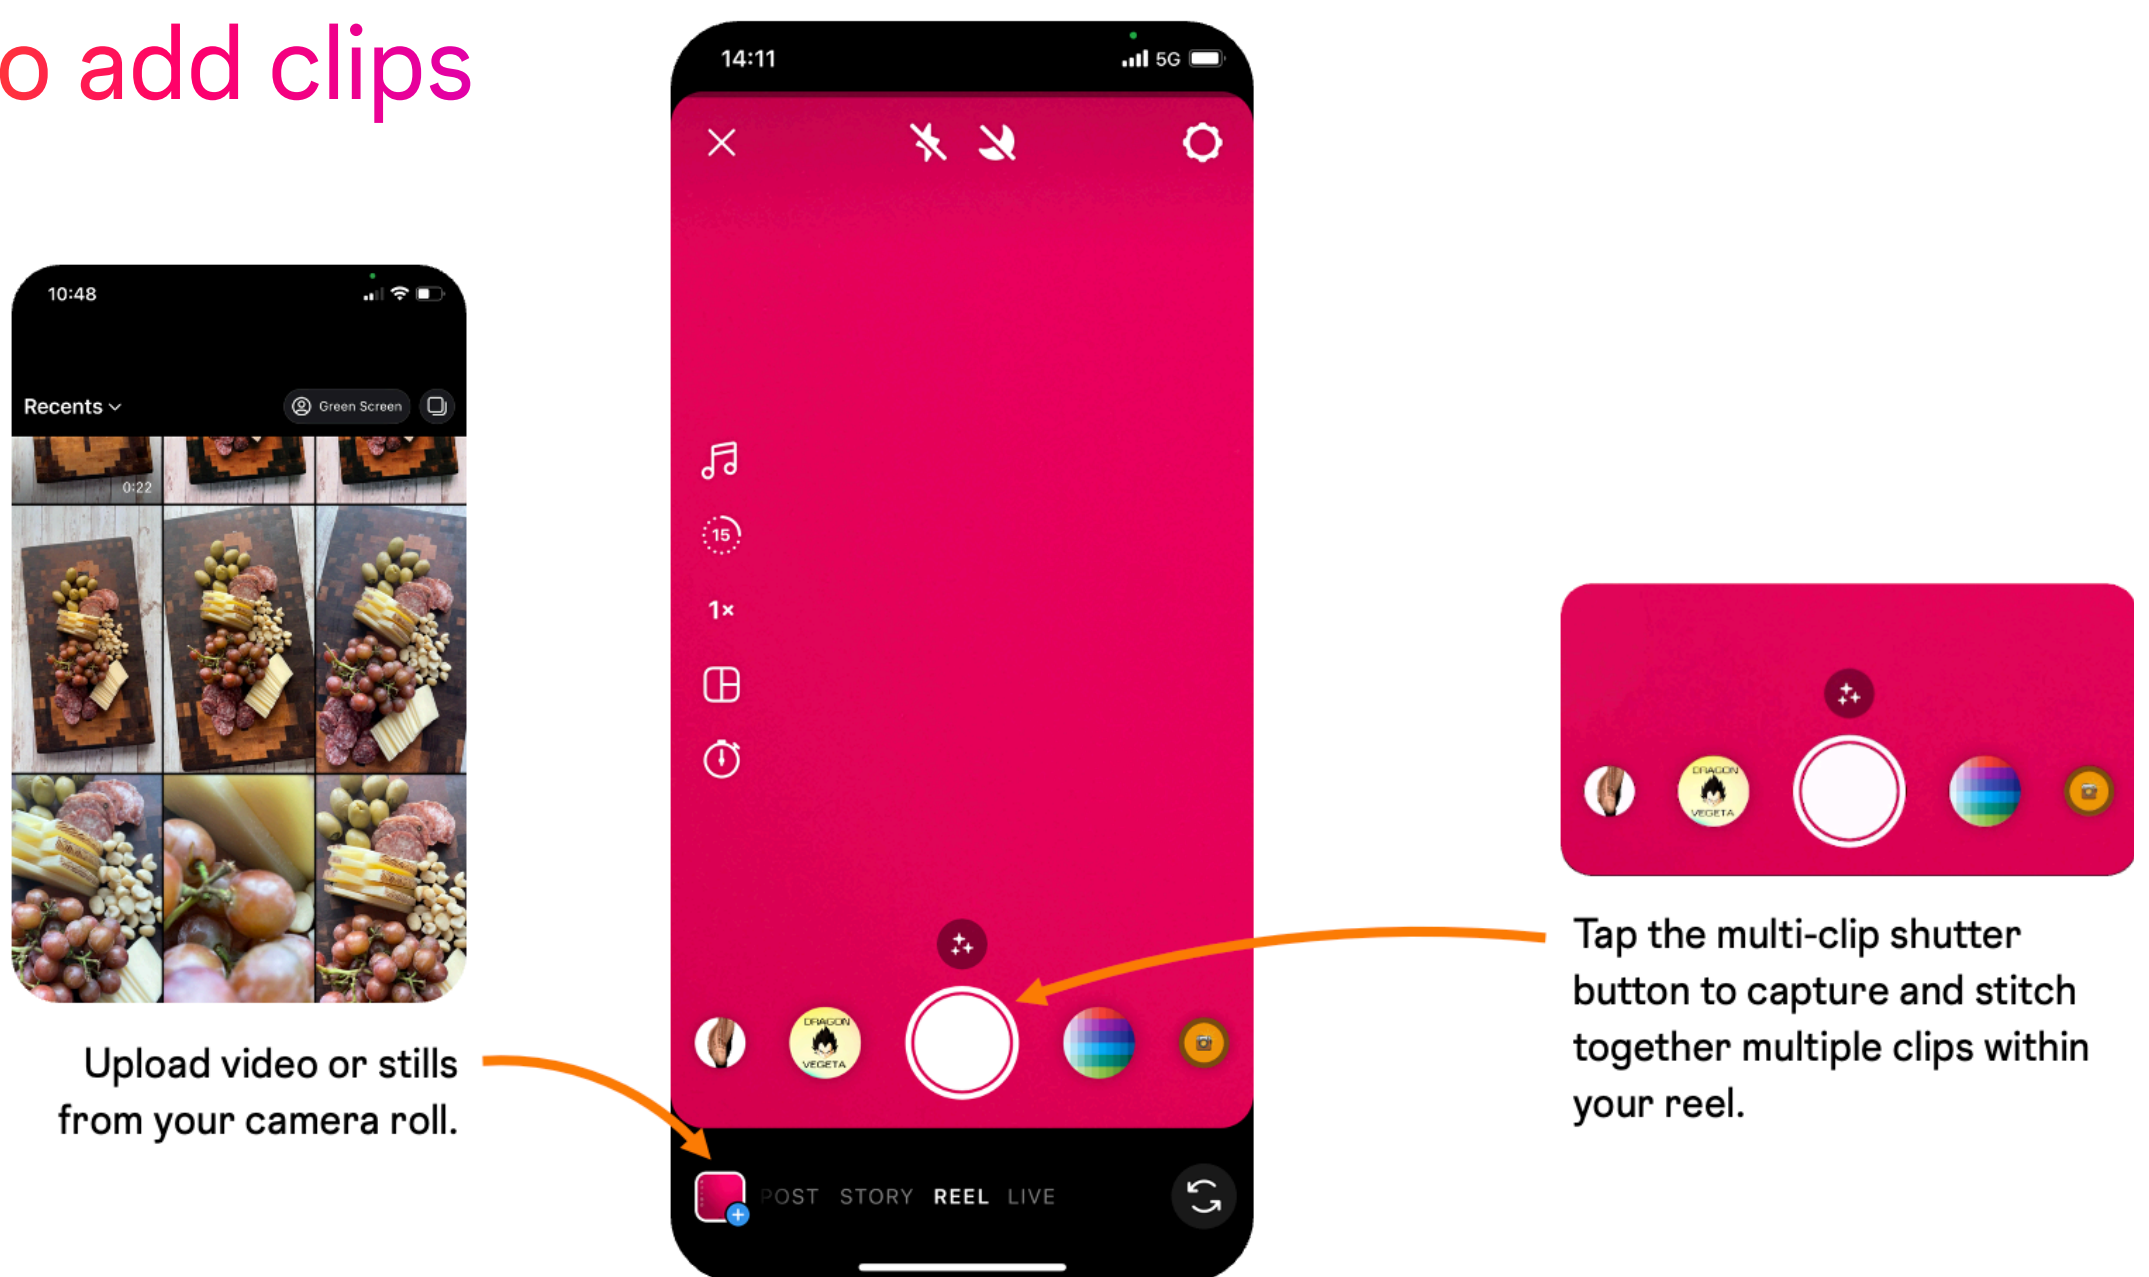 o add clips
10:48
Recents
Green Screen
0:22
Upload video or stills
from your camera roll.
14:11
5G
15
1×
DRAGON
VEGETA
POST STORY REEL LIVE
DRAGON
VEGETA
Tap the multi-clip shutter
button to capture and stitch
together multiple clips within
your reel.